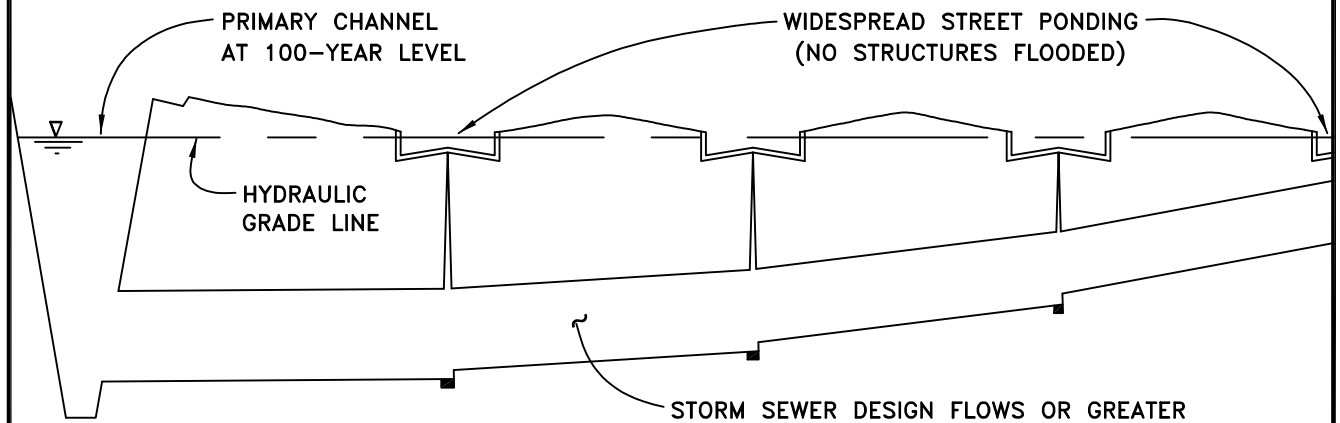 PRIMARY CHANNEL
AT 100-YEAR LEVEL
WIDESPREAD STREET PONDING
(NO STRUCTURES FLOODED)
HYDRAULIC
GRADE LINE
STORM SEWER DESIGN FLOWS OR GREATER